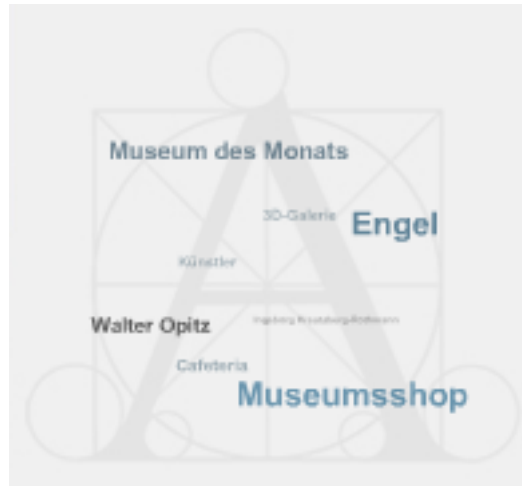 Museum des Monats
3D-Galerie
Engel
Künstler
Walter Opitz
Cafeteria
Museumsshop